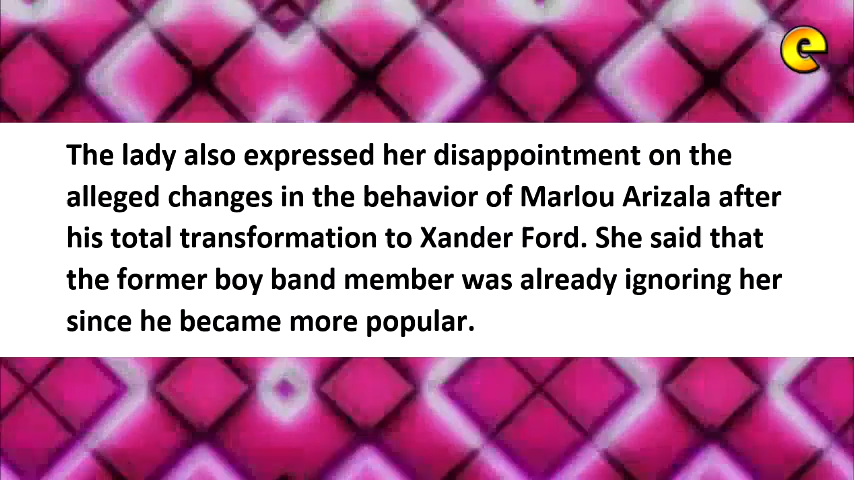 e
The lady also expressed her disappointment on the
alleged changes in the behavior of Marlou Arizala after
his total transformation to Xander Ford. She said that
the former boy band member was already ignoring her
since he became more popular.